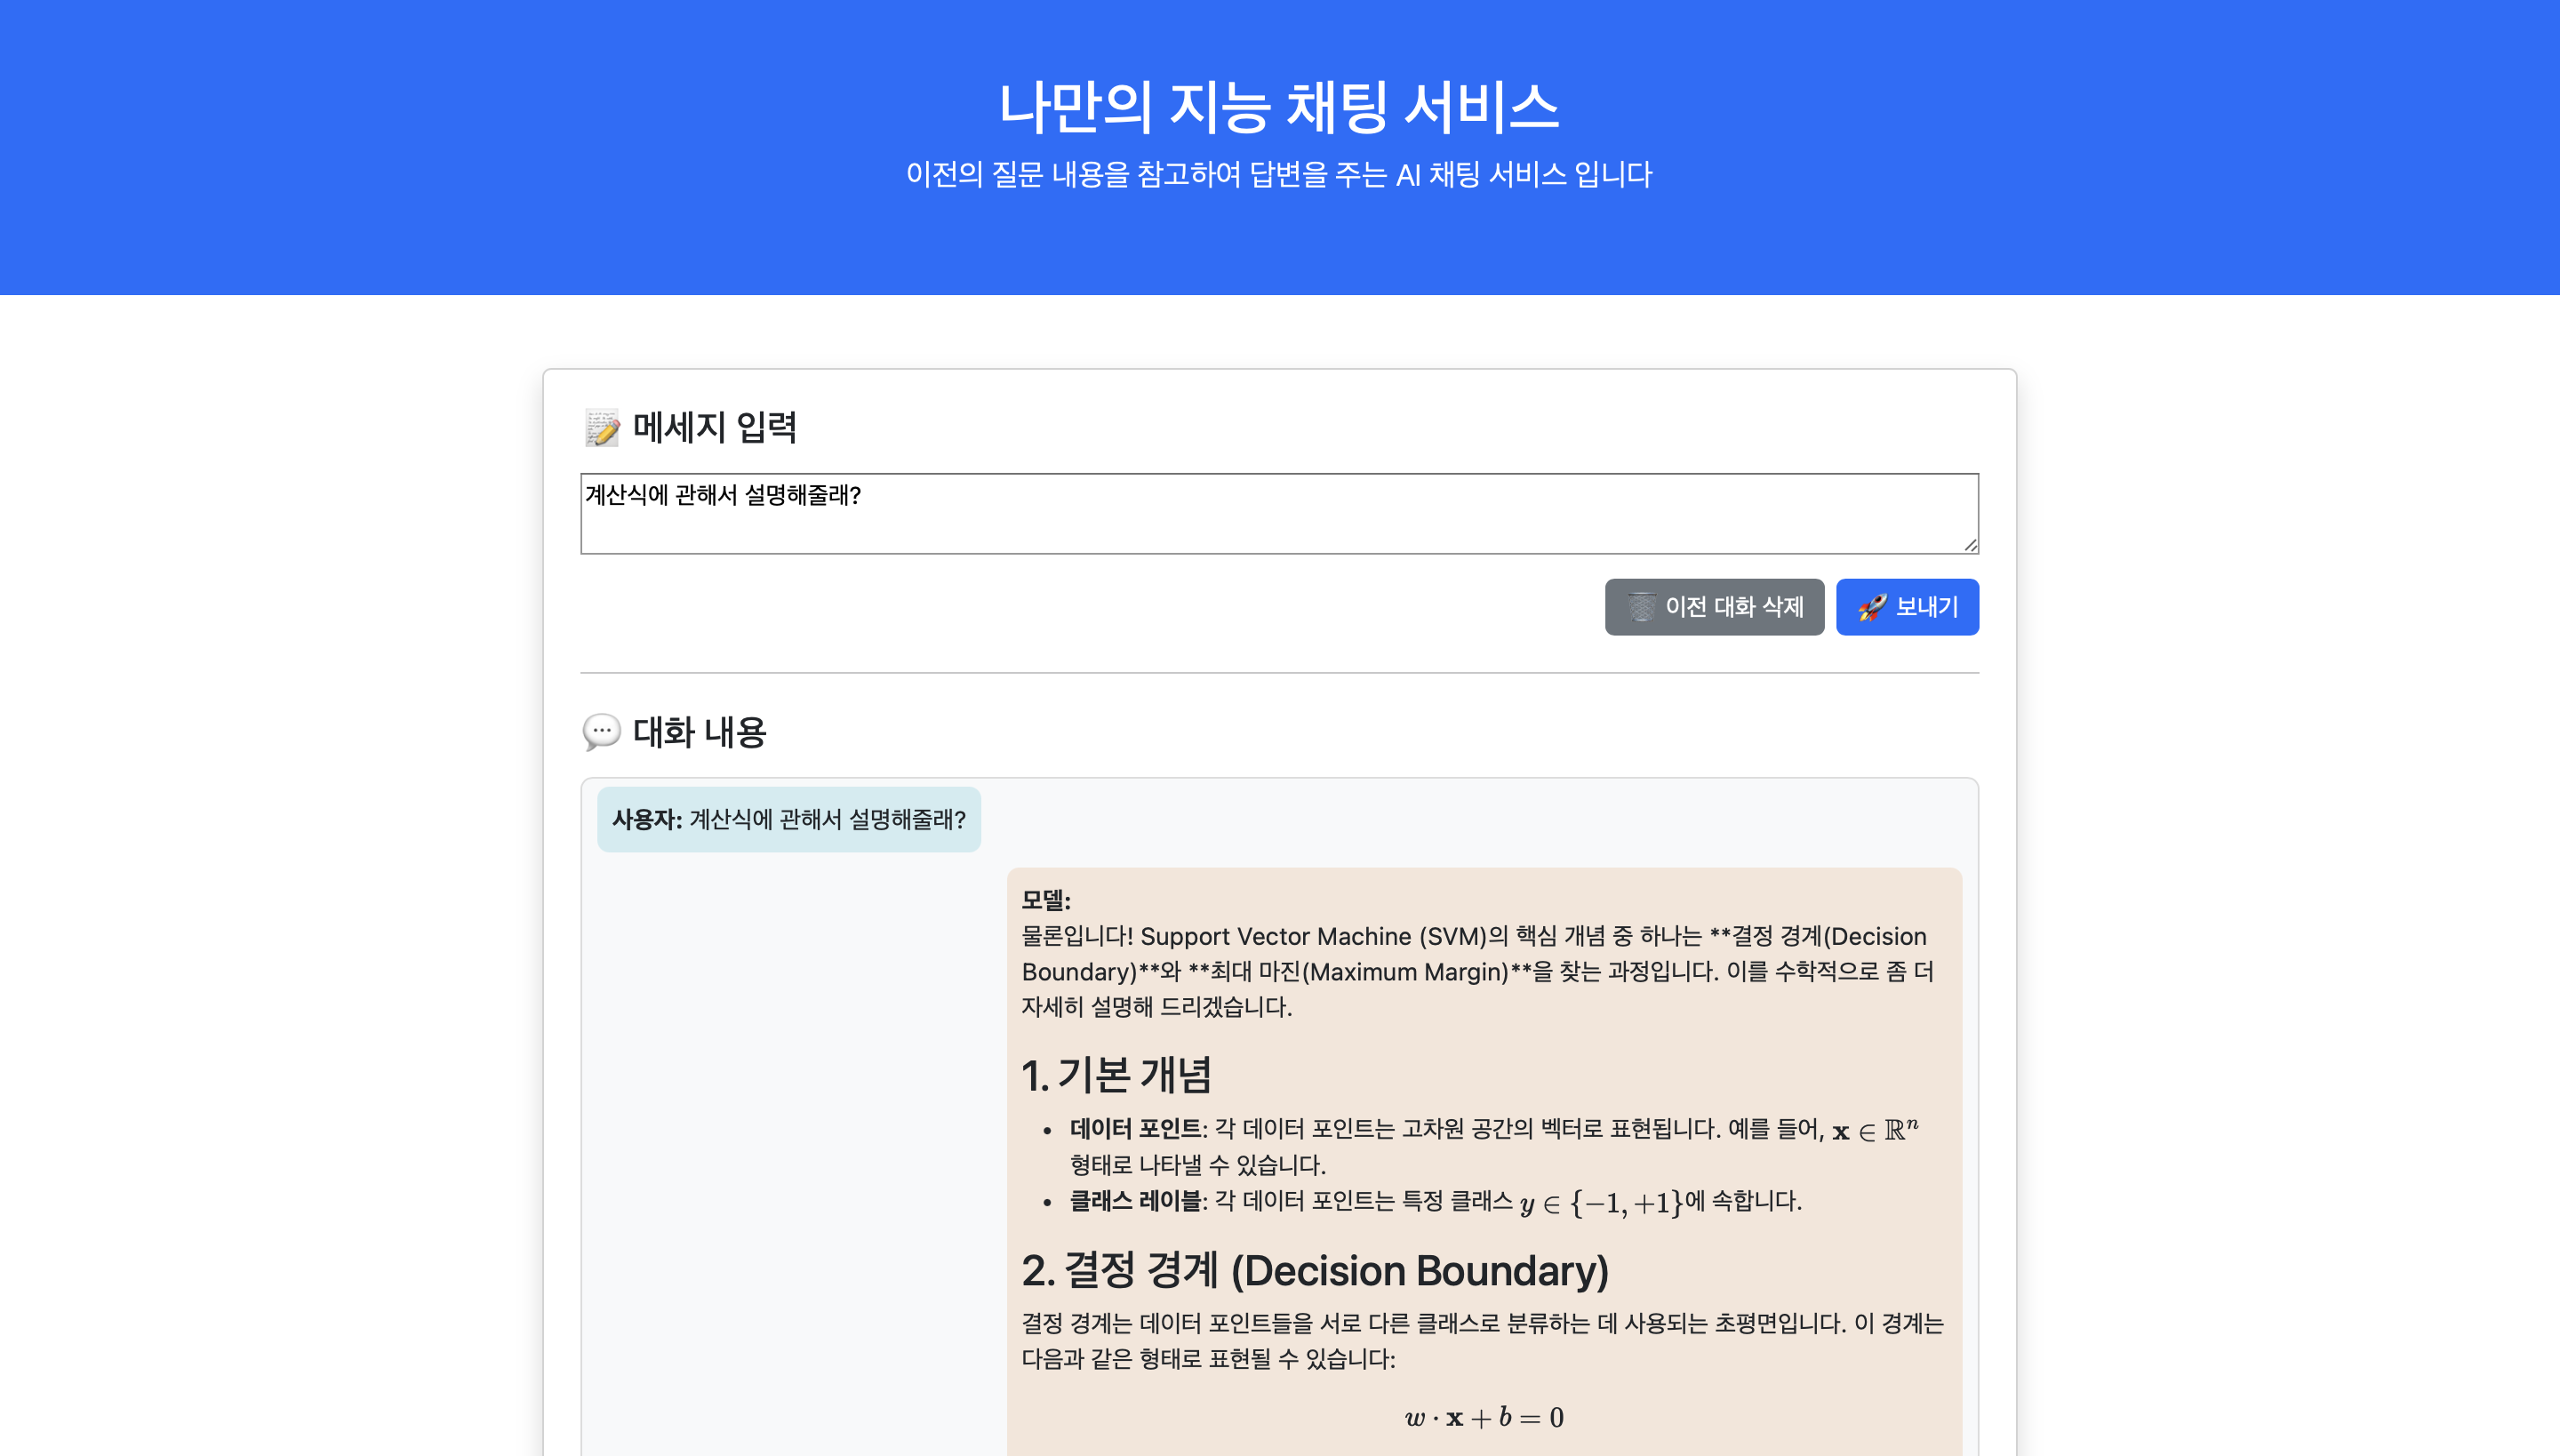 나만의 지능 채팅 서비스
이전의 질문 내용을 참고하여 답변을 주는 AI 채팅 서비스 입니다
📝 메세지 입력
계산식에 관해서 설명해줄래?
🗑️ 이전 대화 삭제
🚀 보내기
💬 대화 내용
사용자: 계산식에 관해서 설명해줄래?
모델:
물론입니다! Support Vector Machine (SVM)의 핵심 개념 중 하나는 **결정 경계(Decision
Boundary)**와 **최대 마진(Maximum Margin)**을 찾는 과정입니다. 이를 수학적으로 좀 더
자세히 설명해 드리겠습니다.
1. 기본 개념
• 데이터 포인트: 각 데이터 포인트는 고차원 공간의 벡터로 표현됩니다. 예를 들어, x ∈ ℝⁿ
형태로 나타낼 수 있습니다.
• 클래스 레이블: 각 데이터 포인트는 특정 클래스 y ∈ {−1, +1}에 속합니다.
2. 결정 경계 (Decision Boundary)
결정 경계는 데이터 포인트들을 서로 다른 클래스로 분류하는 데 사용되는 초평면입니다. 이 경계는
다음과 같은 형태로 표현될 수 있습니다:
w · x + b = 0